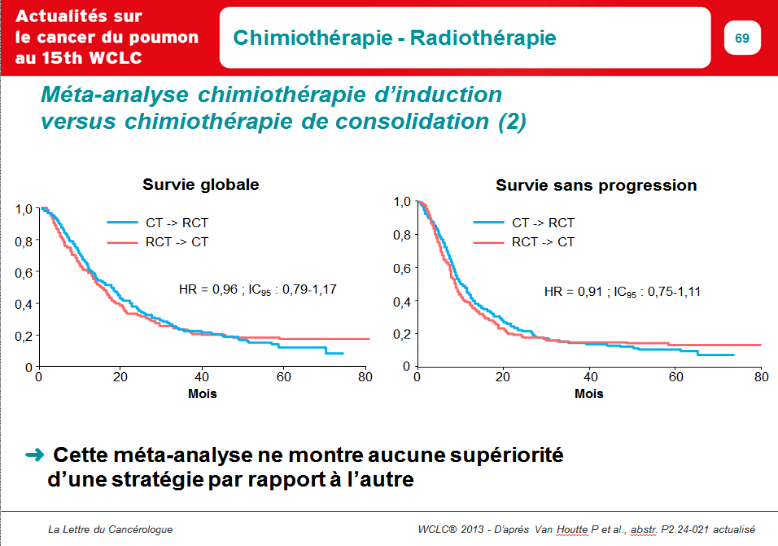 Actualités sur
le cancer du poumon
au 15th WCLC
Chimiothérapie - Radiothérapie
69
Méta-analyse chimiothérapie d’induction
versus chimiothérapie de consolidation (2)
Survie globale
1,0
0,8
0,6
0,4
0,2
0
0
20
40
60
80
Mois
CT -> RCT
RCT -> CT
HR = 0,96 ; IC95 : 0,79-1,17
Survie sans progression
1,0
0,8
0,6
0,4
0,2
0
0
20
40
60
80
Mois
CT -> RCT
RCT -> CT
HR = 0,91 ; IC95 : 0,75-1,11
➜ Cette méta-analyse ne montre aucune supériorité
d’une stratégie par rapport à l’autre
La Lettre du Cancérologue
WCLC® 2013 - D'après Van Houtte P et al., abstr. P2.24-021 actualisé